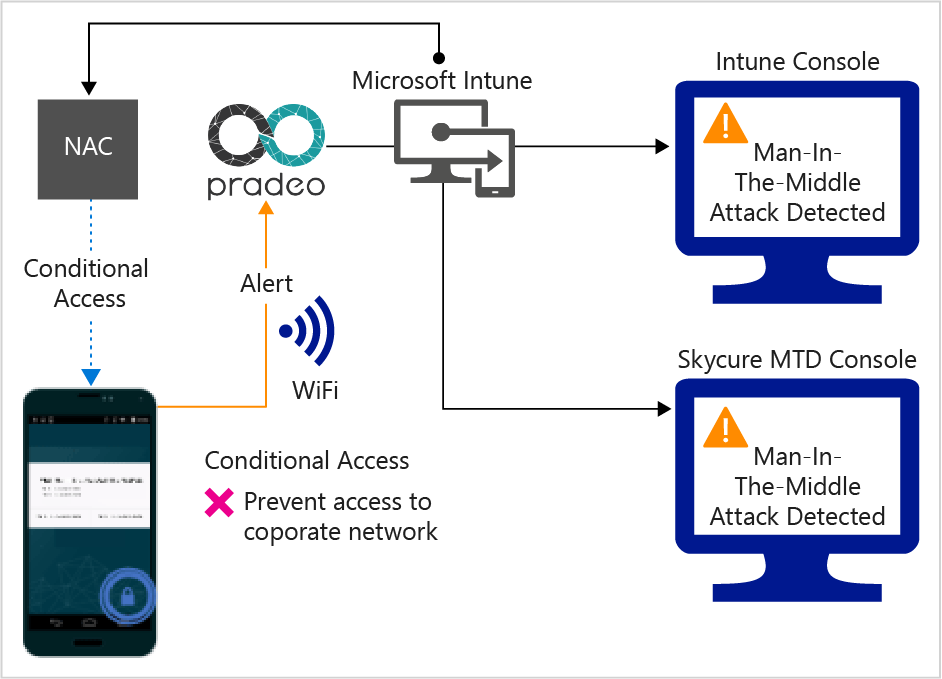 Microsoft Intune
Intune Console
NAC
pradeo
Man-In-
The-Middle
Attack Detected
Conditional
Access
Alert
WiFi
Skycure MTD Console
Man-In-
The-Middle
Attack Detected
Conditional Access
Prevent access to
coporate network